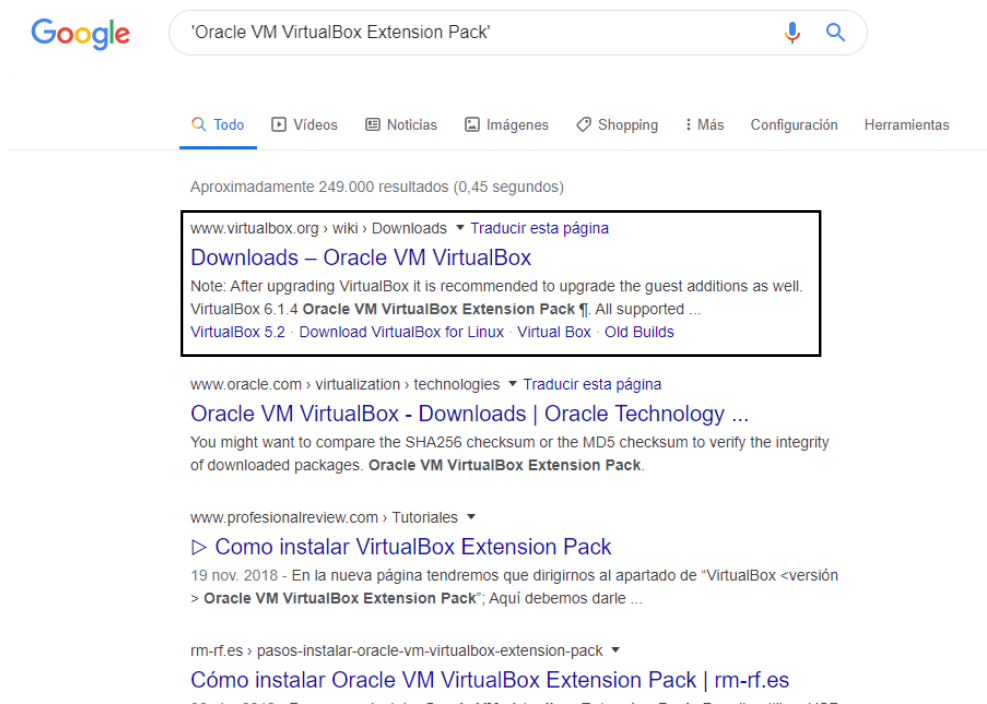 Google
'Oracle VM VirtualBox Extension Pack'
Todo Vídeos Noticias Imágenes Shopping Más Configuración Herramientas
Aproximadamente 249.000 resultados (0,45 segundos)
www.virtualbox.org › wiki › Downloads ▼ Traducir esta página
Downloads – Oracle VM VirtualBox
Note: After upgrading VirtualBox it is recommended to upgrade the guest additions as well.
VirtualBox 6.1.4 Oracle VM VirtualBox Extension Pack ¶. All supported ...
VirtualBox 5.2 · Download VirtualBox for Linux · Virtual Box · Old Builds
www.oracle.com › virtualization › technologies ▼ Traducir esta página
Oracle VM VirtualBox - Downloads | Oracle Technology ...
You might want to compare the SHA256 checksum or the MD5 checksum to verify the integrity
of downloaded packages. Oracle VM VirtualBox Extension Pack.
www.profesionalreview.com › Tutoriales ▼
▷ Como instalar VirtualBox Extension Pack
19 nov. 2018 - En la nueva página tendremos que dirigirnos al apartado de “VirtualBox <versión
> Oracle VM VirtualBox Extension Pack”; Aquí debemos darle ...
rm-rf.es › pasos-instalar-oracle-vm-virtualbox-extension-pack ▼
Cómo instalar Oracle VM VirtualBox Extension Pack | rm-rf.es